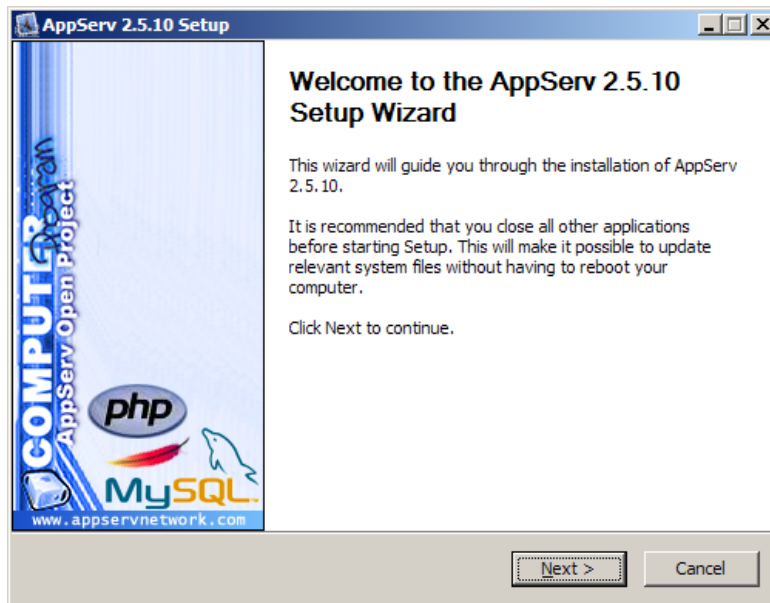 AppServ 2.5.10 Setup
Welcome to the AppServ 2.5.10
Setup Wizard
This wizard will guide you through the installation of AppServ
2.5.10.
It is recommended that you close all other applications
before starting Setup. This will make it possible to update
relevant system files without having to reboot your
computer.
Click Next to continue.
COMPUTER
Program
AppServ Open Project
php
MySQL
www.appservnetwork.com
Next >
Cancel